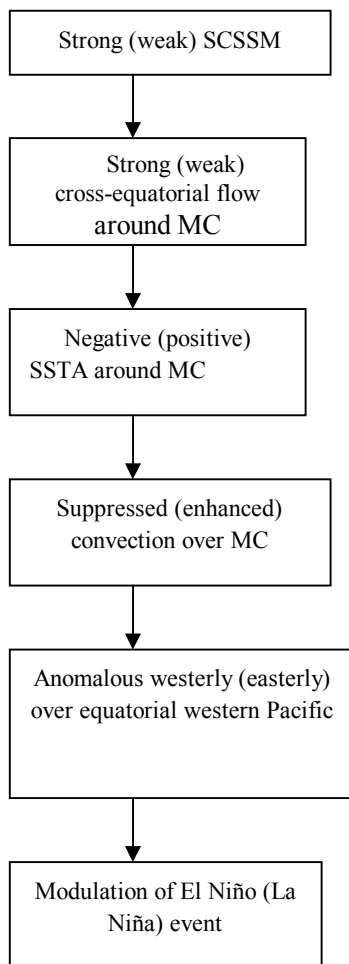 Strong (weak) SCSSM
Strong (weak)
cross-equatorial flow
around MC
Negative (positive)
SSTA around MC
Suppressed (enhanced)
convection over MC
Anomalous westerly (easterly)
over equatorial western Pacific
Modulation of El Niño (La
Niña) event